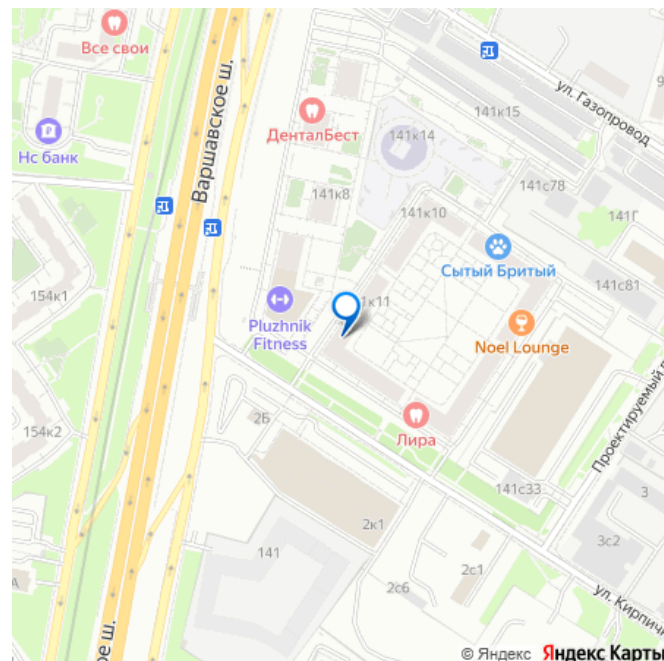 Все свои
Нс банк
Варшавское ш.
ДенталБест
141к14
141к15
ул. Газопровод
141к8
141к10
141с78
141Г
Сытый Бритый
141с81
154к1
Pluzhnik
Fitness
1к11
Noel Lounge
154к2
2Б
Лира
Проектируемый
141с33
3
141
2к1
3с2
2с1
2с6
ул. Кирпичн
ое ш.
© Яндекс Яндекс Карты